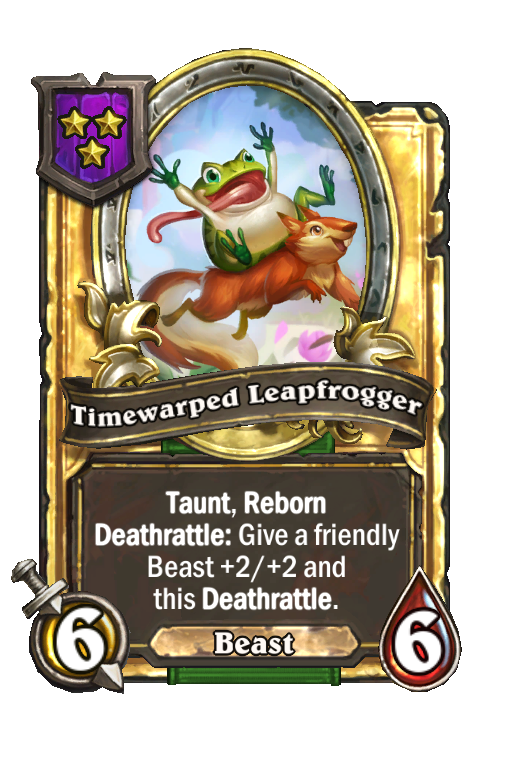 Timewarped Leapfrogger
Taunt, Reborn
Deathrattle: Give a friendly
Beast +2/+2 and
this Deathrattle.
6
Beast
6